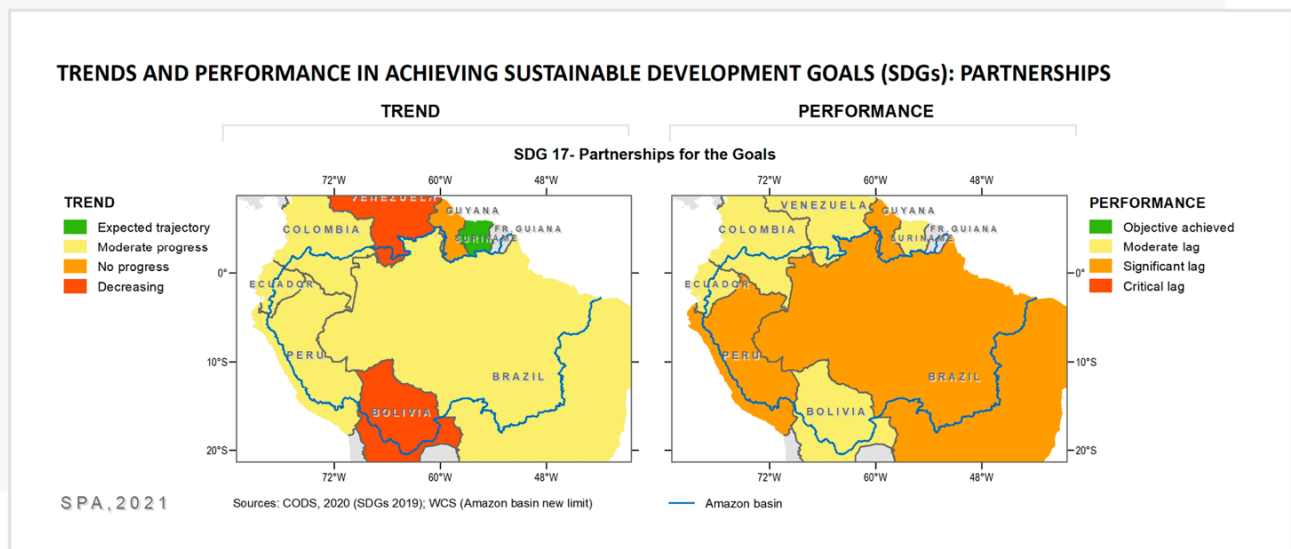 TRENDS AND PERFORMANCE IN ACHIEVING SUSTAINABLE DEVELOPMENT GOALS (SDGs): PARTNERSHIPS
TREND
PERFORMANCE
SDG 17- Partnerships for the Goals
72°W 60°W 48°W
72°W 60°W 48°W
TREND
Expected trajectory
Moderate progress
No progress
Decreasing
VENEZUELA
GUYANA
COLOMBIA
SURINAME
FR.GUIANA
ECUADOR
PERU
BRAZIL
BOLIVIA
0°
10°S
20°S
72°W 60°W 48°W
VENEZUELA
GUYANA
COLOMBIA
SURINAME
FR.GUIANA
ECUADOR
PERU
BRAZIL
BOLIVIA
0°
10°S
20°S
72°W 60°W 48°W
PERFORMANCE
Objective achieved
Moderate lag
Significant lag
Critical lag
SPA,2021
Sources: CODS, 2020 (SDGs 2019); WCS (Amazon basin new limit)
Amazon basin